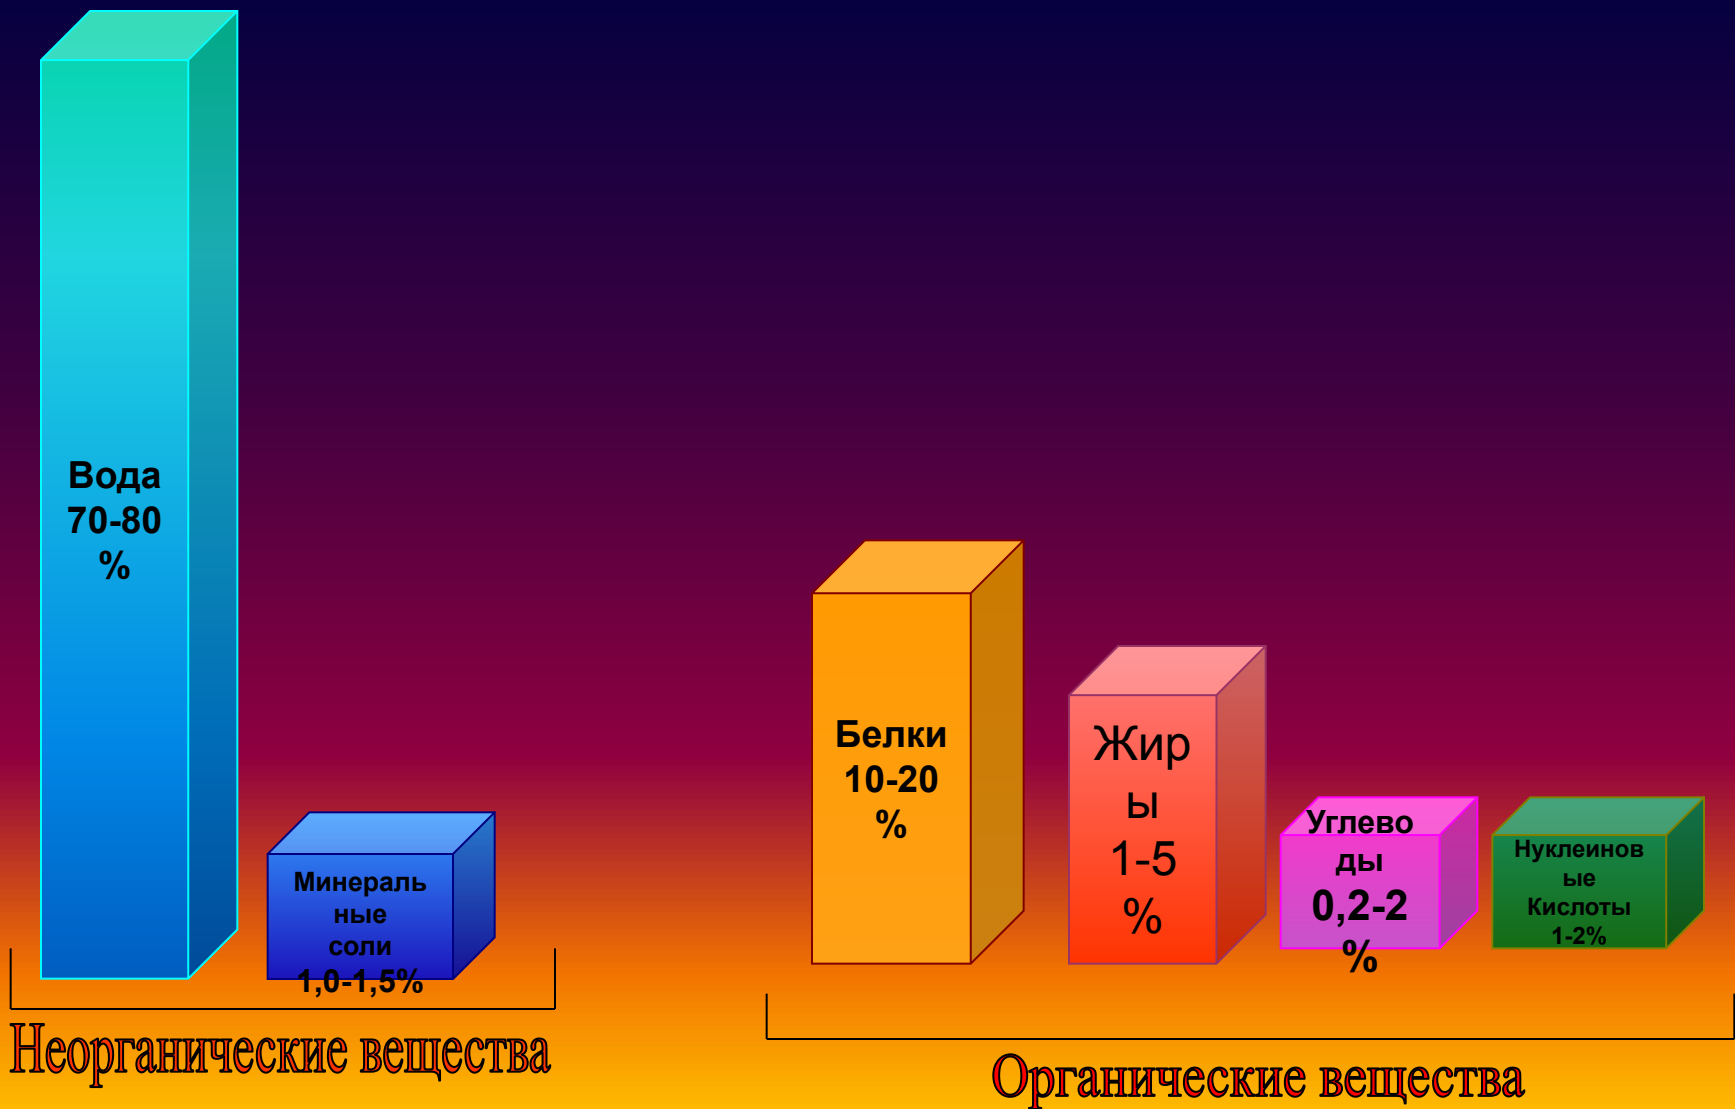 Вода
70-80
%
Минераль
ные
соли
1,0-1,5%
Белки
10-20
%
Жир
ы
1-5
%
Углево
ды
0,2-2
%
Нуклеинов
ые
Кислоты
1-2%
Неорганические вещества
Органические вещества